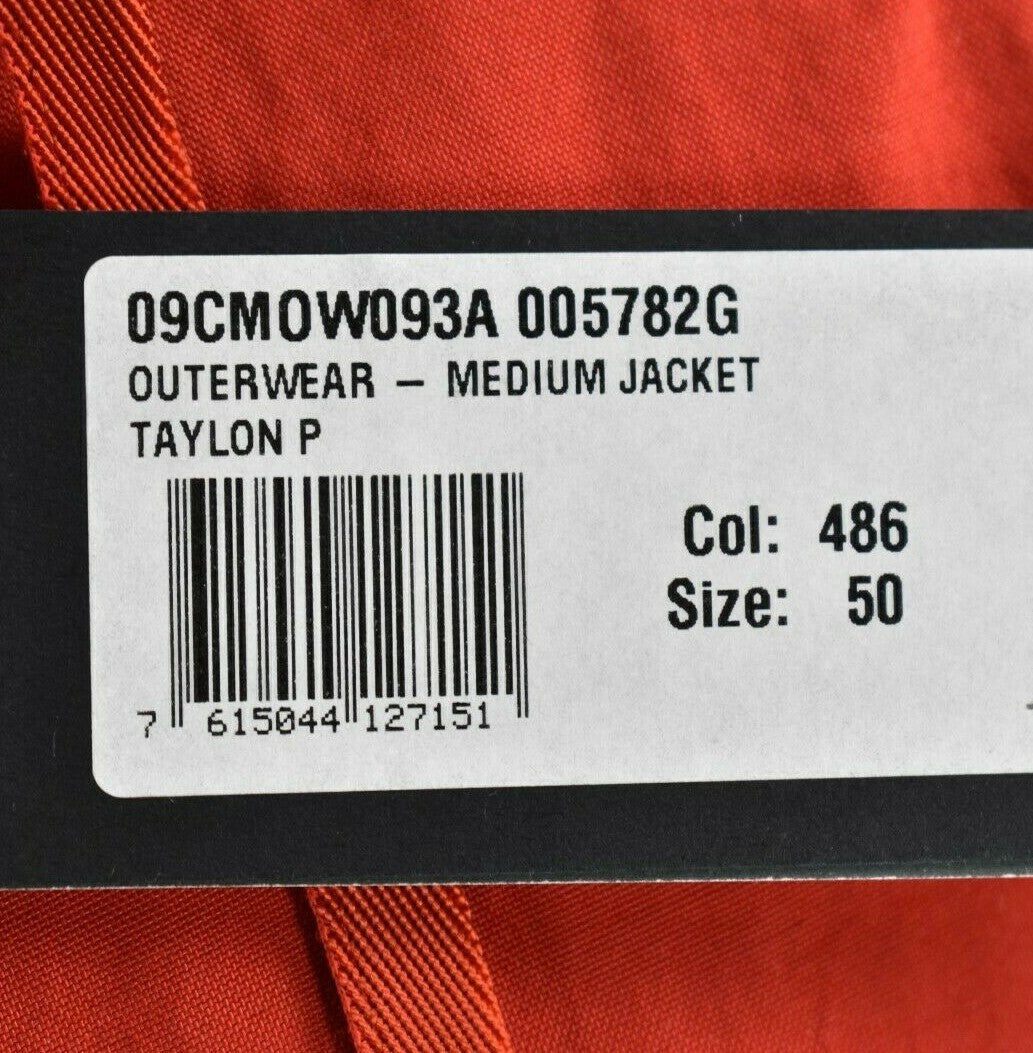 09CMOW093A 005782G
OUTERWEAR – MEDIUM JACKET
TAYLON P
Col: 486
Size: 50
7 615044 127151